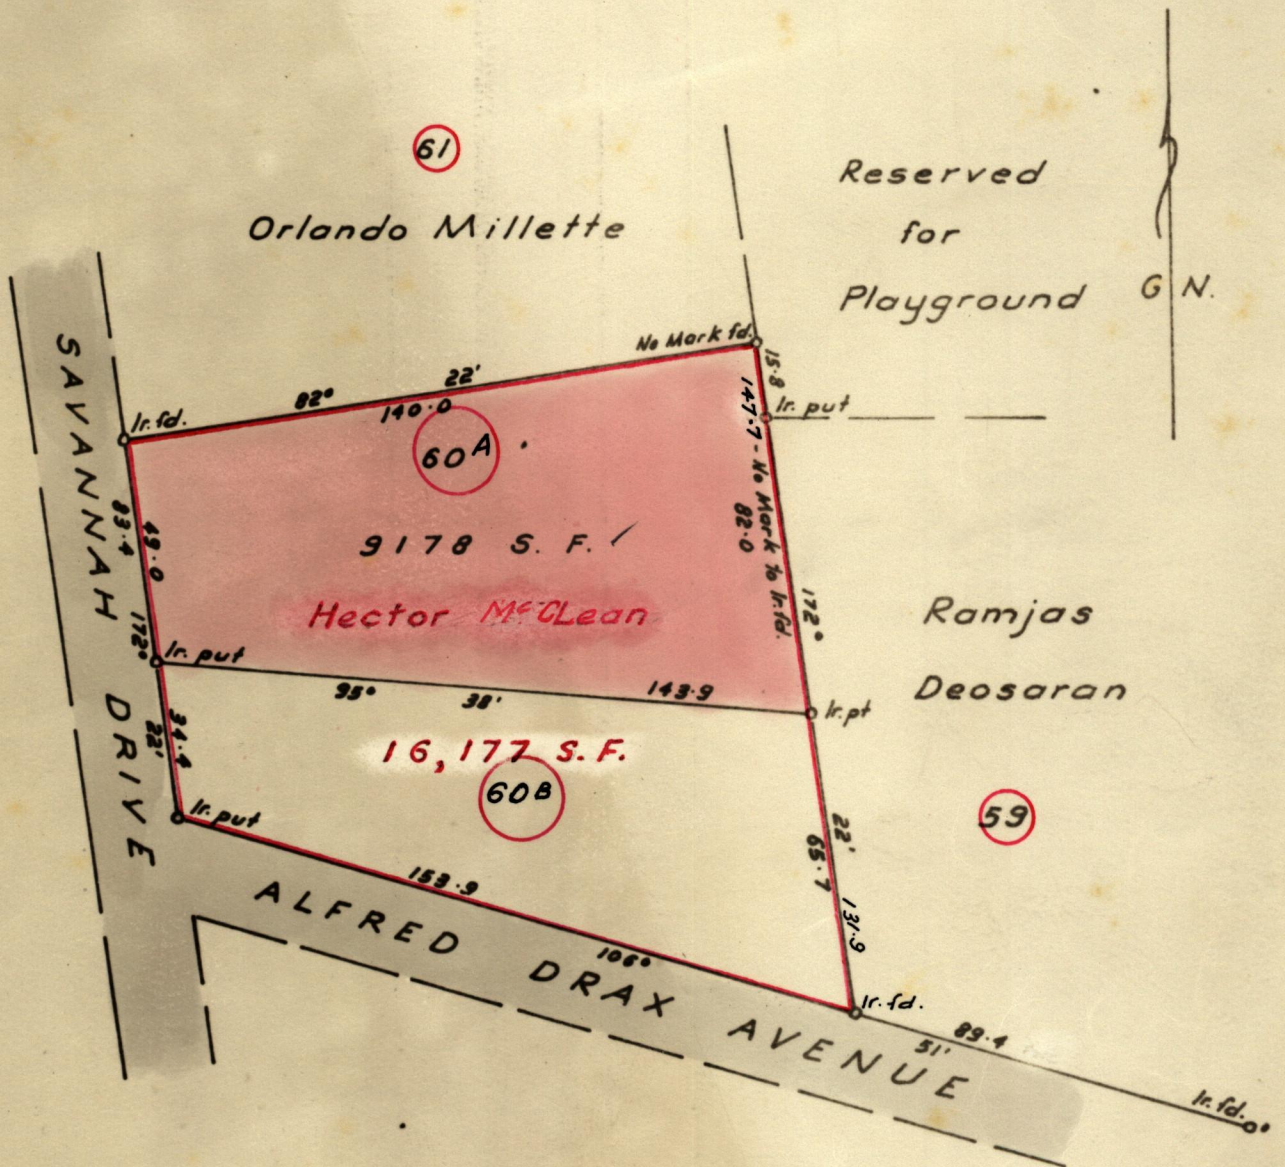 61
Orlando Millette
Reserved
for
Playground
G N.
SAVANNAH DRIVE
Ir. fd.
82° 22'
140.0
No Mark fd.
15.8
Ir. put
60A
9178 S. F.
Hector McCLean
147.7 - No Mark to Ir. fd.
82.0
172°
83.4
49.0
172°
Ir. put
95° 38' 143.9
Ir. pt
Ramjas
Deosaran
34.4
22'
16,177 S. F.
60B
59
Ir. put
22'
65.7
131.9
153.9
106°
ALFRED DRAX AVENUE
Ir. fd.
89.4
51'
Ir. fd.